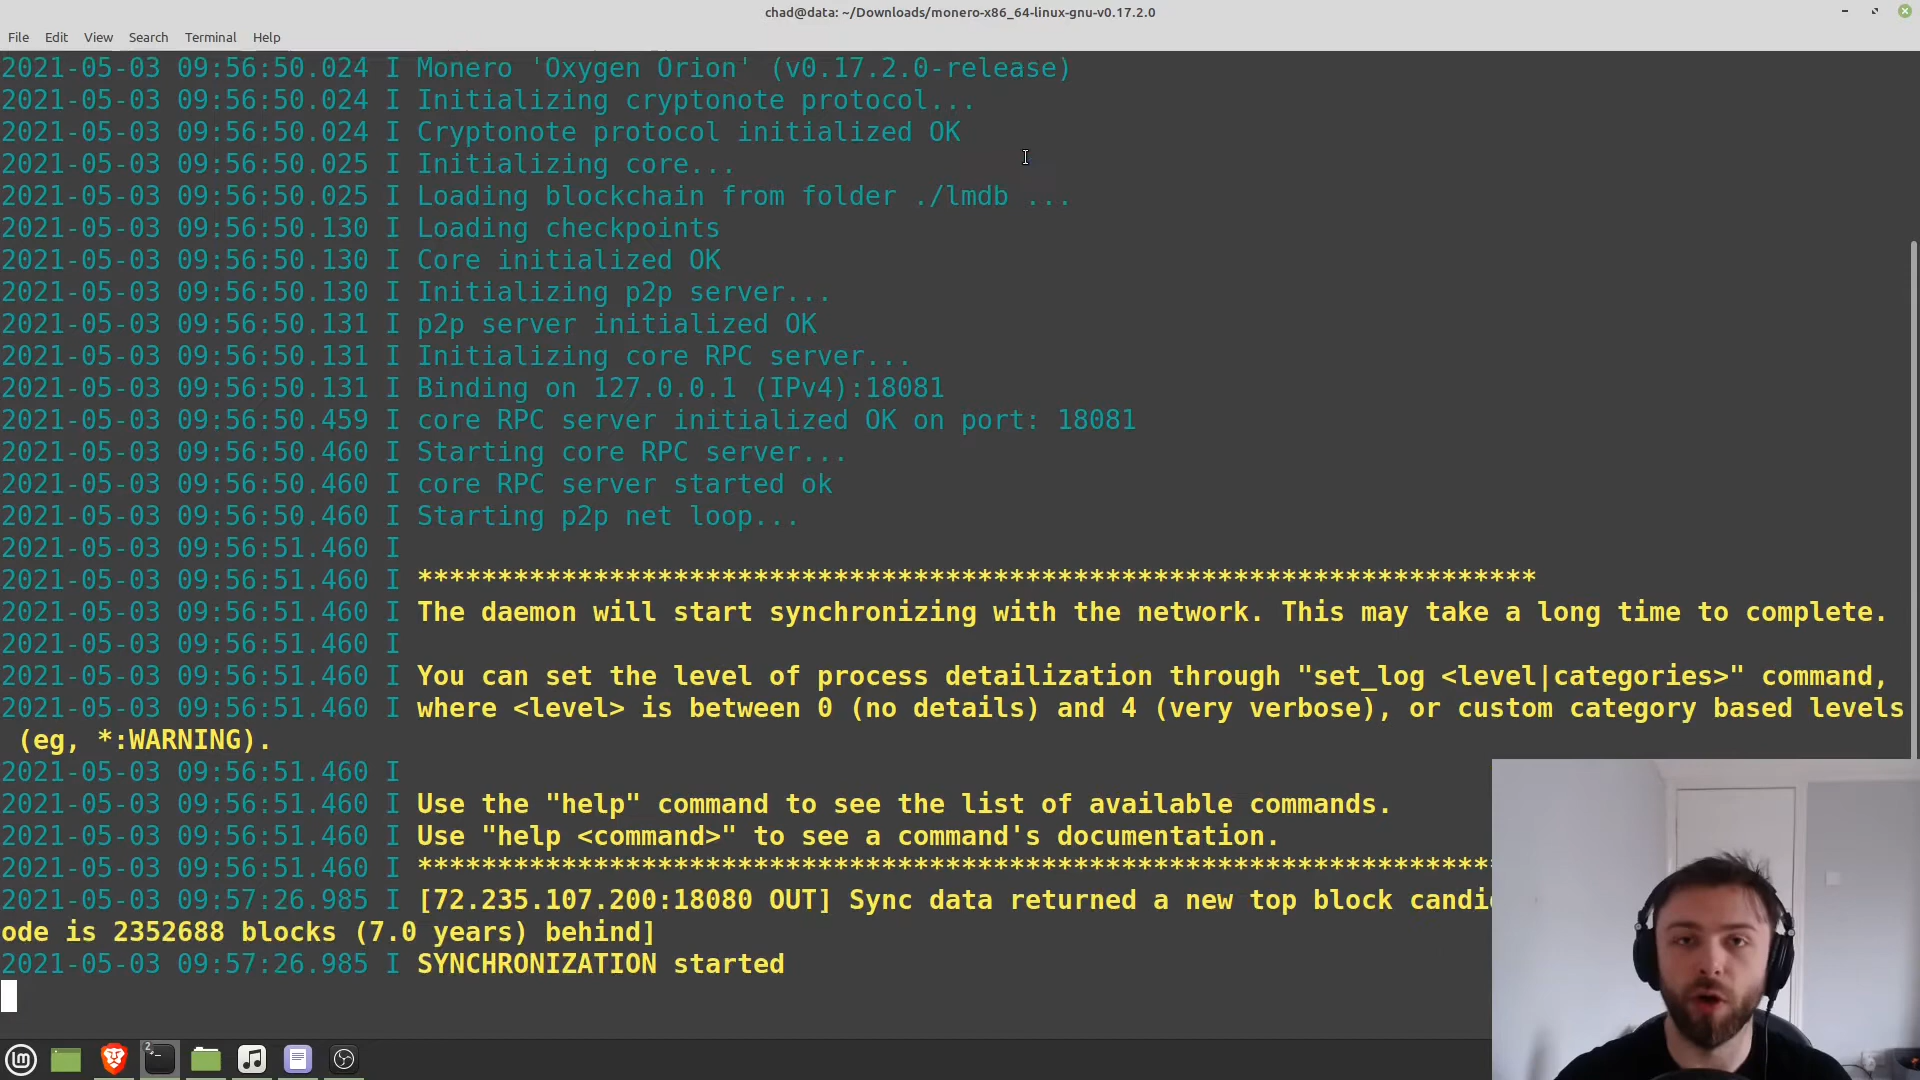 chad@data: ~/Downloads/monero-x86_64-linux-gnu-v0.17.2.0
File Edit View Search Terminal Help
2021-05-03 09:56:50.024 I Monero 'Oxygen Orion' (v0.17.2.0-release)
2021-05-03 09:56:50.024 I Initializing cryptonote protocol...
2021-05-03 09:56:50.024 I Cryptonote protocol initialized OK
2021-05-03 09:56:50.025 I Initializing core...
2021-05-03 09:56:50.025 I Loading blockchain from folder ./lmdb ...
2021-05-03 09:56:50.130 I Loading checkpoints
2021-05-03 09:56:50.130 I Core initialized OK
2021-05-03 09:56:50.130 I Initializing p2p server...
2021-05-03 09:56:50.131 I p2p server initialized OK
2021-05-03 09:56:50.131 I Initializing core RPC server...
2021-05-03 09:56:50.131 I Binding on 127.0.0.1 (IPv4):18081
2021-05-03 09:56:50.459 I core RPC server initialized OK on port: 18081
2021-05-03 09:56:50.460 I Starting core RPC server...
2021-05-03 09:56:50.460 I core RPC server started ok
2021-05-03 09:56:50.460 I Starting p2p net loop...
2021-05-03 09:56:51.460 I
2021-05-03 09:56:51.460 I **********************************************************************
2021-05-03 09:56:51.460 I The daemon will start synchronizing with the network. This may take a long time to complete.
2021-05-03 09:56:51.460 I
2021-05-03 09:56:51.460 I You can set the level of process detailization through "set_log <level|categories>" command,
2021-05-03 09:56:51.460 I where <level> is between 0 (no details) and 4 (very verbose), or custom category based levels
(eg, *:WARNING).
2021-05-03 09:56:51.460 I
2021-05-03 09:56:51.460 I Use the "help" command to see the list of available commands.
2021-05-03 09:56:51.460 I Use "help <command>" to see a command's documentation.
2021-05-03 09:56:51.460 I *******************************************************************
2021-05-03 09:57:26.985 I [72.235.107.200:18080 OUT] Sync data returned a new top block candi
ode is 2352688 blocks (7.0 years) behind]
2021-05-03 09:57:26.985 I SYNCHRONIZATION started
2